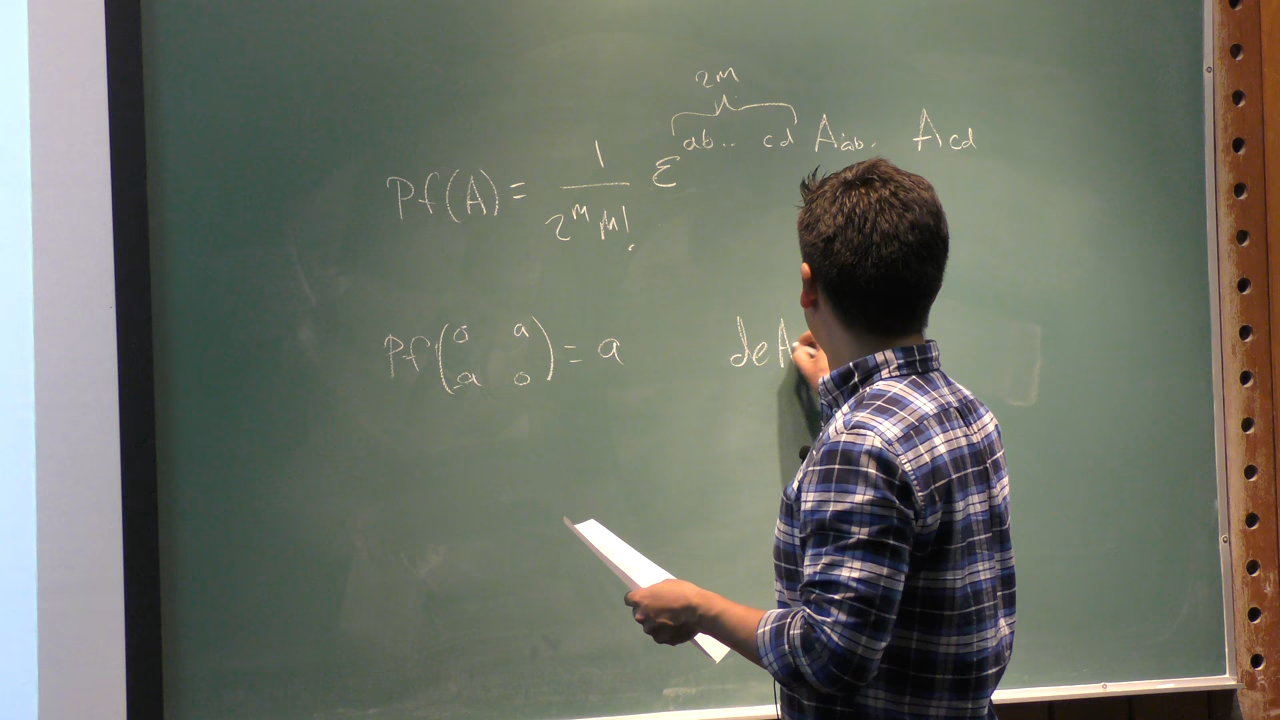 2m
Pf(A) = 1/(2^m m!) ε^{ab.. cd} A_{ab} . A_{cd}
Pf(0 a -a 0) = a
deA